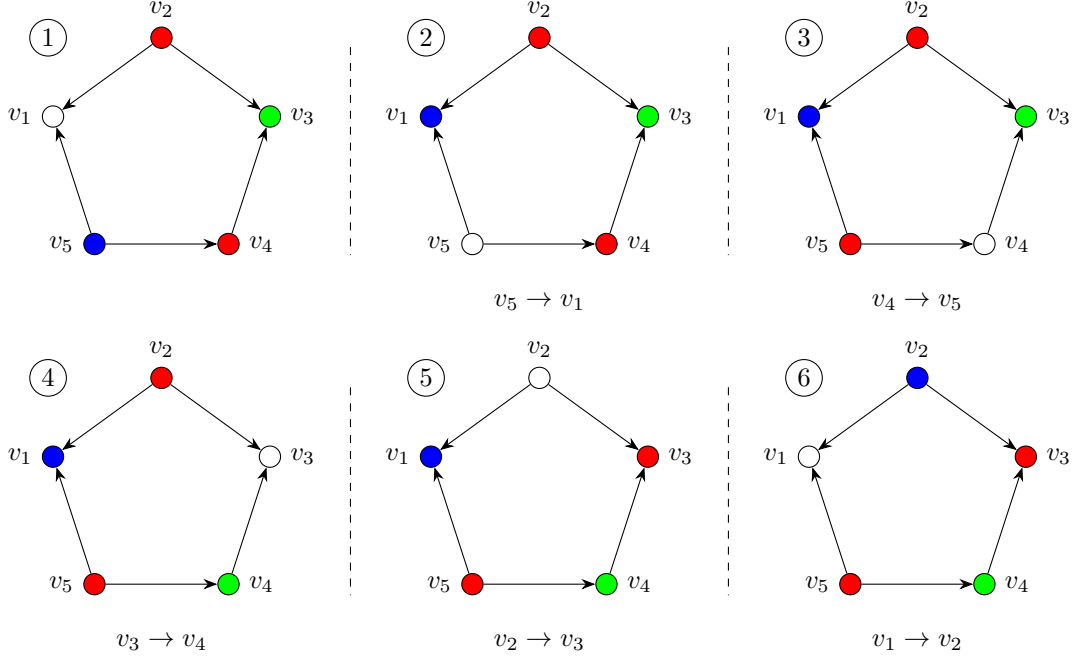 1
v₂
v₁
v₃
v₅
v₄
2
v₂
v₁
v₃
v₅
v₄
v₅ → v₁
3
v₂
v₁
v₃
v₅
v₄
v₄ → v₅
4
v₂
v₁
v₃
v₅
v₄
v₃ → v₄
5
v₂
v₁
v₃
v₅
v₄
v₂ → v₃
6
v₂
v₁
v₃
v₅
v₄
v₁ → v₂